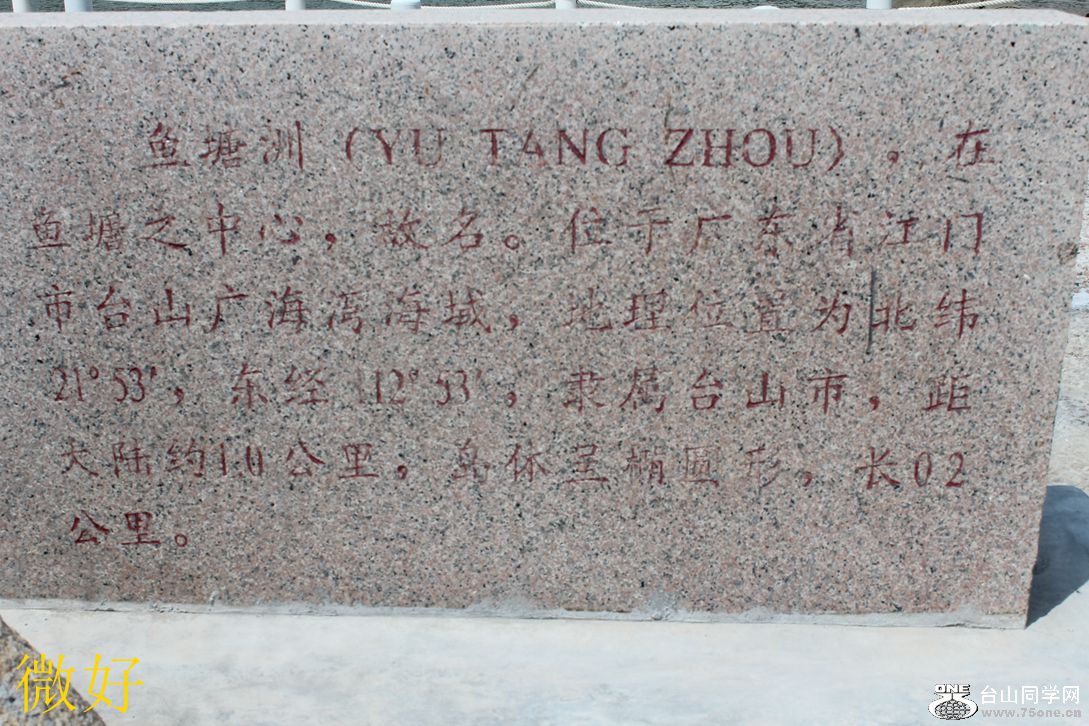 鱼塘洲（YU TANG ZHOU），在
鱼塘之中心，故名。位于广东省江门
市台山广海湾海域，地理位置为北纬
21°53′，东经 112°53′，隶属台山市，距
大陆约1.0公里，岛体呈椭圆形，长0.2
公里。
微好
ONE
台山同学网
www.75one.cn